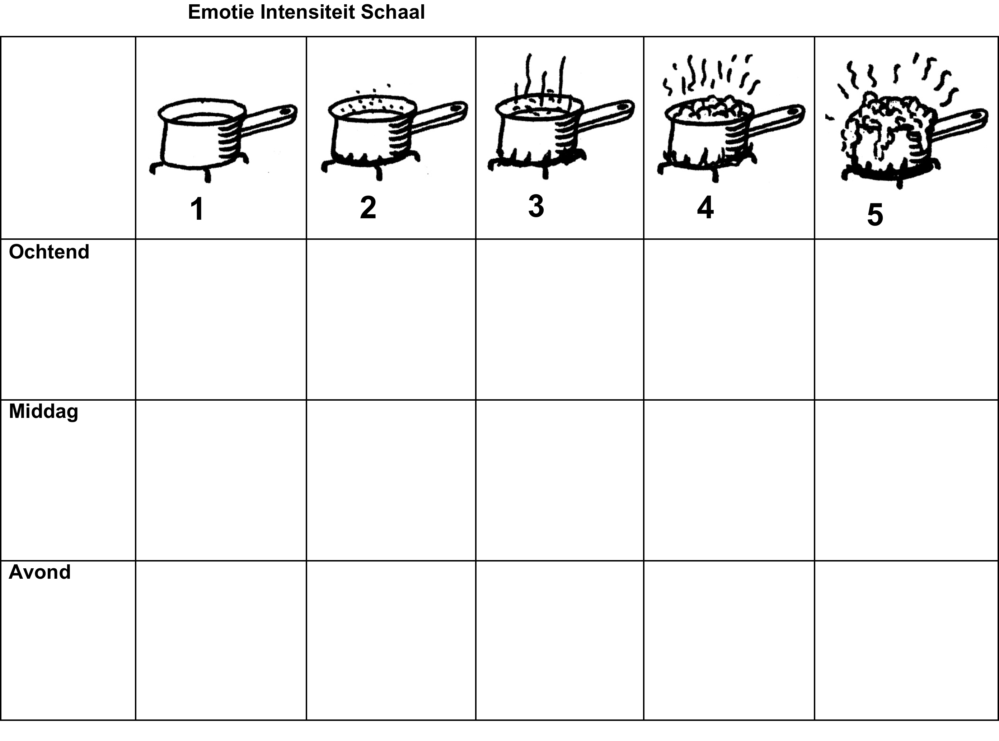 Emotie Intensiteit Schaal
1 2 3 4 5
Ochtend
Middag
Avond